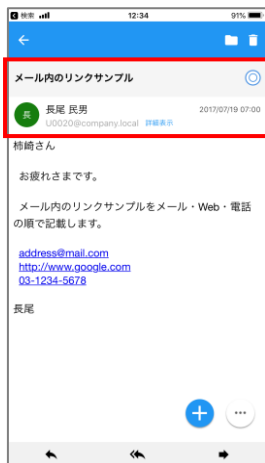 検索
12:34
91%
メール内のリンクサンプル
長
長尾 民男
2017/07/19 07:00
U0020@company.local 詳細表示
柿崎さん
お疲れさまです。
メール内のリンクサンプルをメール・Web・電話
の順で記載します。
address@mail.com
http://www.google.com
03-1234-5678
長尾